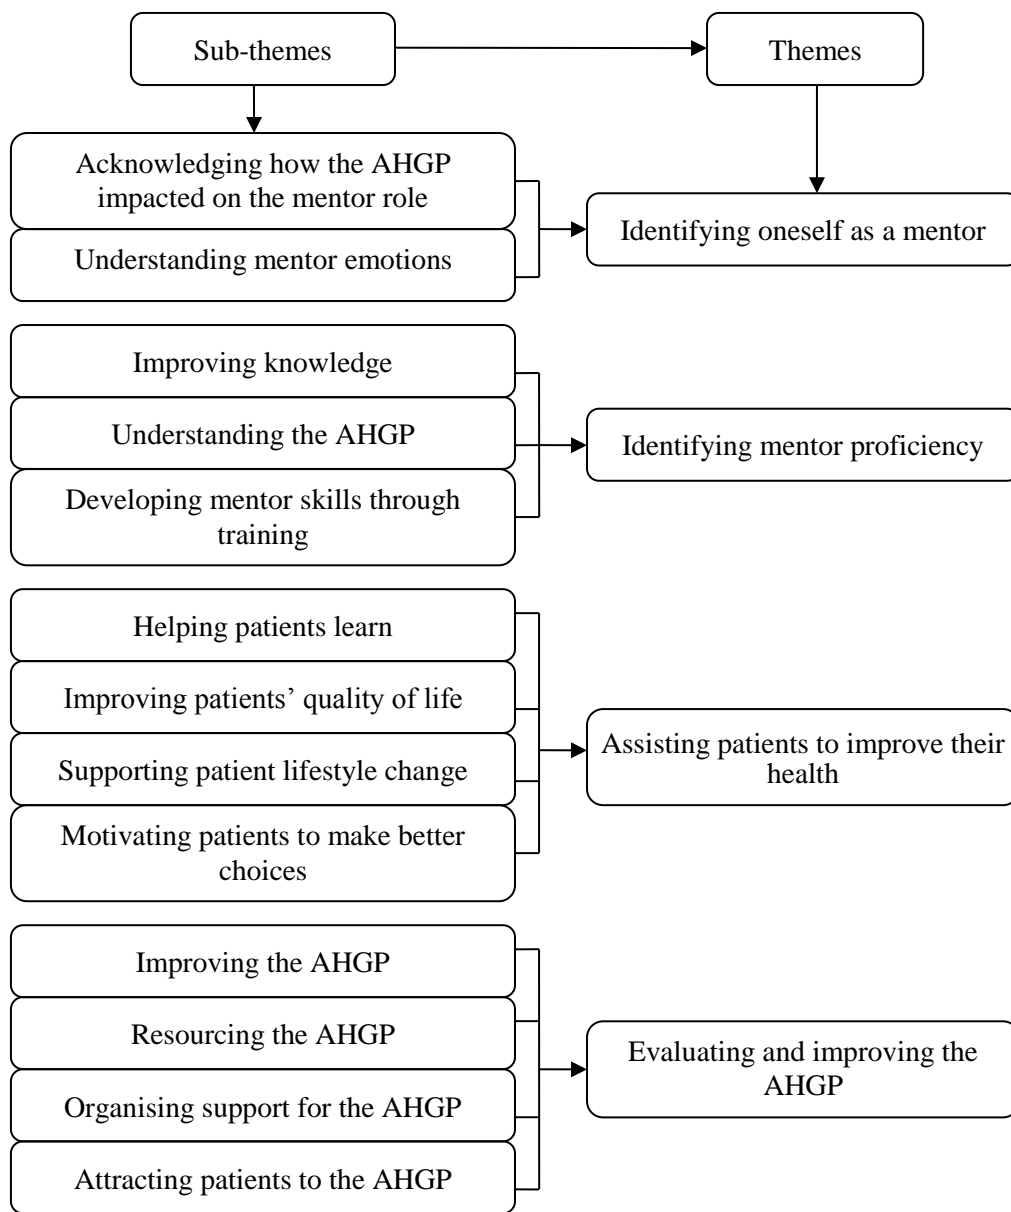 Sub-themes
Themes
Acknowledging how the AHGP
impacted on the mentor role
Understanding mentor emotions
Identifying oneself as a mentor
Improving knowledge
Understanding the AHGP
Developing mentor skills through
training
Identifying mentor proficiency
Helping patients learn
Improving patients’ quality of life
Supporting patient lifestyle change
Motivating patients to make better
choices
Assisting patients to improve their
health
Improving the AHGP
Resourcing the AHGP
Organising support for the AHGP
Attracting patients to the AHGP
Evaluating and improving the
AHGP